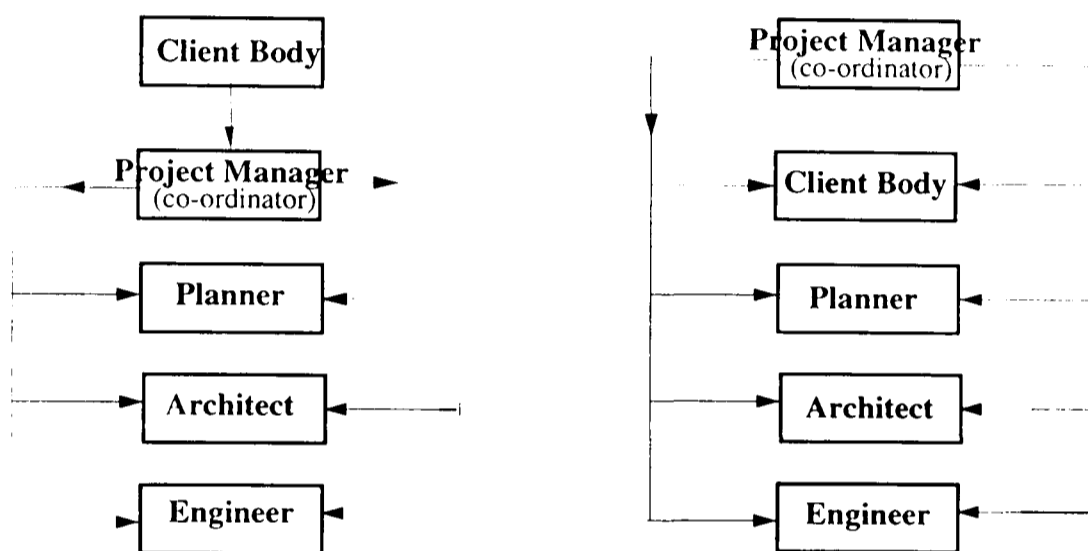 Client Body
Project Manager
(co-ordinator)
Planner
Architect
Engineer
Project Manager
(co-ordinator)
Client Body
Planner
Architect
Engineer